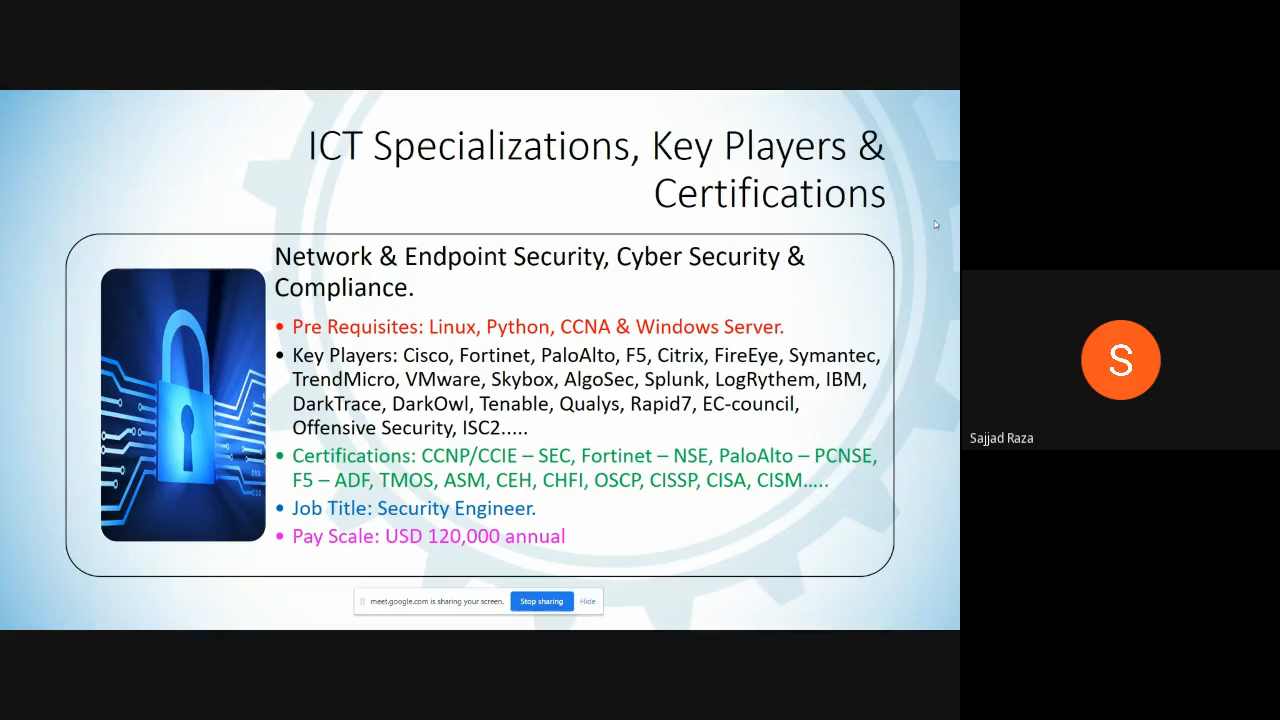 ICT Specializations, Key Players &
Certifications
Network & Endpoint Security, Cyber Security &
Compliance.
• Pre Requisites: Linux, Python, CCNA & Windows Server.
• Key Players: Cisco, Fortinet, PaloAlto, F5, Citrix, FireEye, Symantec,
TrendMicro, VMware, Skybox, AlgoSec, Splunk, LogRythem, IBM,
DarkTrace, DarkOwl, Tenable, Qualys, Rapid7, EC-council,
Offensive Security, ISC2.....
• Certifications: CCNP/CCIE – SEC, Fortinet – NSE, PaloAlto – PCNSE,
F5 – ADF, TMOS, ASM, CEH, CHFI, OSCP, CISSP, CISA, CISM.....
• Job Title: Security Engineer.
• Pay Scale: USD 120,000 annual
meet.google.com is sharing your screen. Stop sharing Hide
S
Sajjad Raza